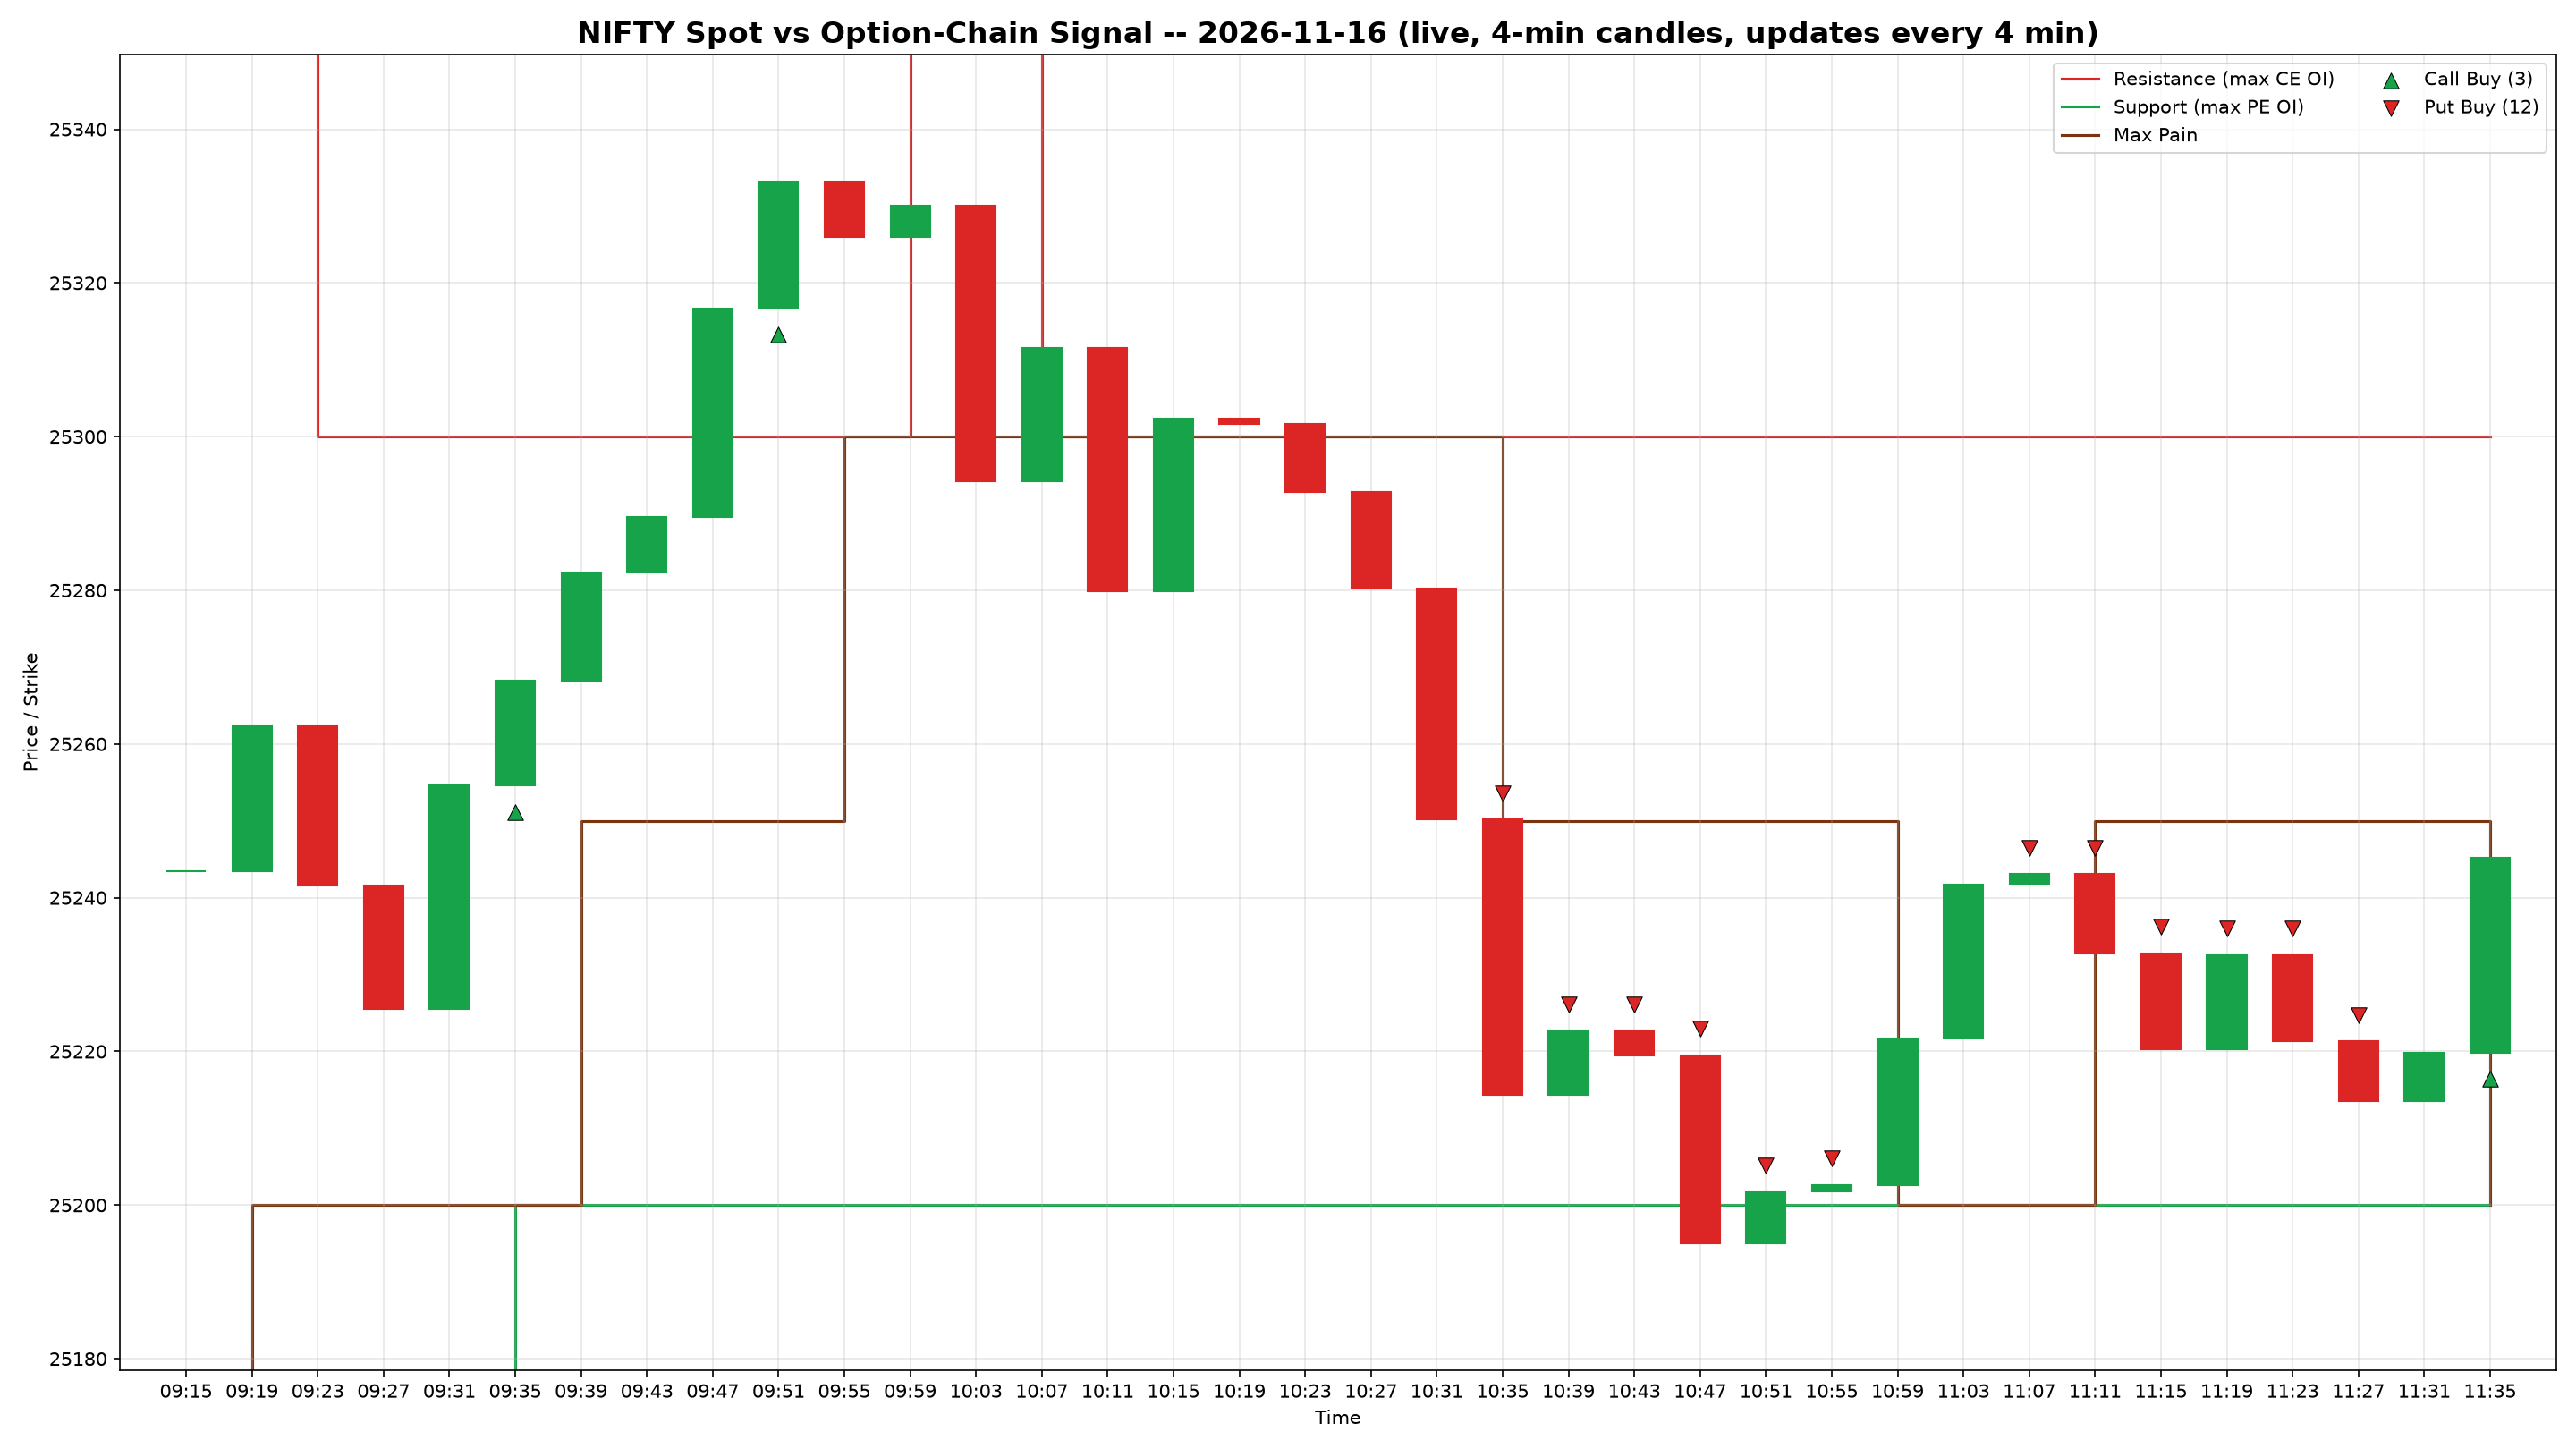 NIFTY Spot vs Option-Chain Signal -- 2026-11-16 (live, 4-min candles, updates every 4 min)
Resistance (max CE OI)
Support (max PE OI)
Max Pain
Call Buy (3)
Put Buy (12)
Price / Strike
25340
25320
25300
25280
25260
25240
25220
25200
25180
09:15 09:19 09:23 09:27 09:31 09:35 09:39 09:43 09:47 09:51 09:55 09:59 10:03 10:07 10:11 10:15 10:19 10:23 10:27 10:31 10:35 10:39 10:43 10:47 10:51 10:55 10:59 11:03 11:07 11:11 11:15 11:19 11:23 11:27 11:31 11:35
Time